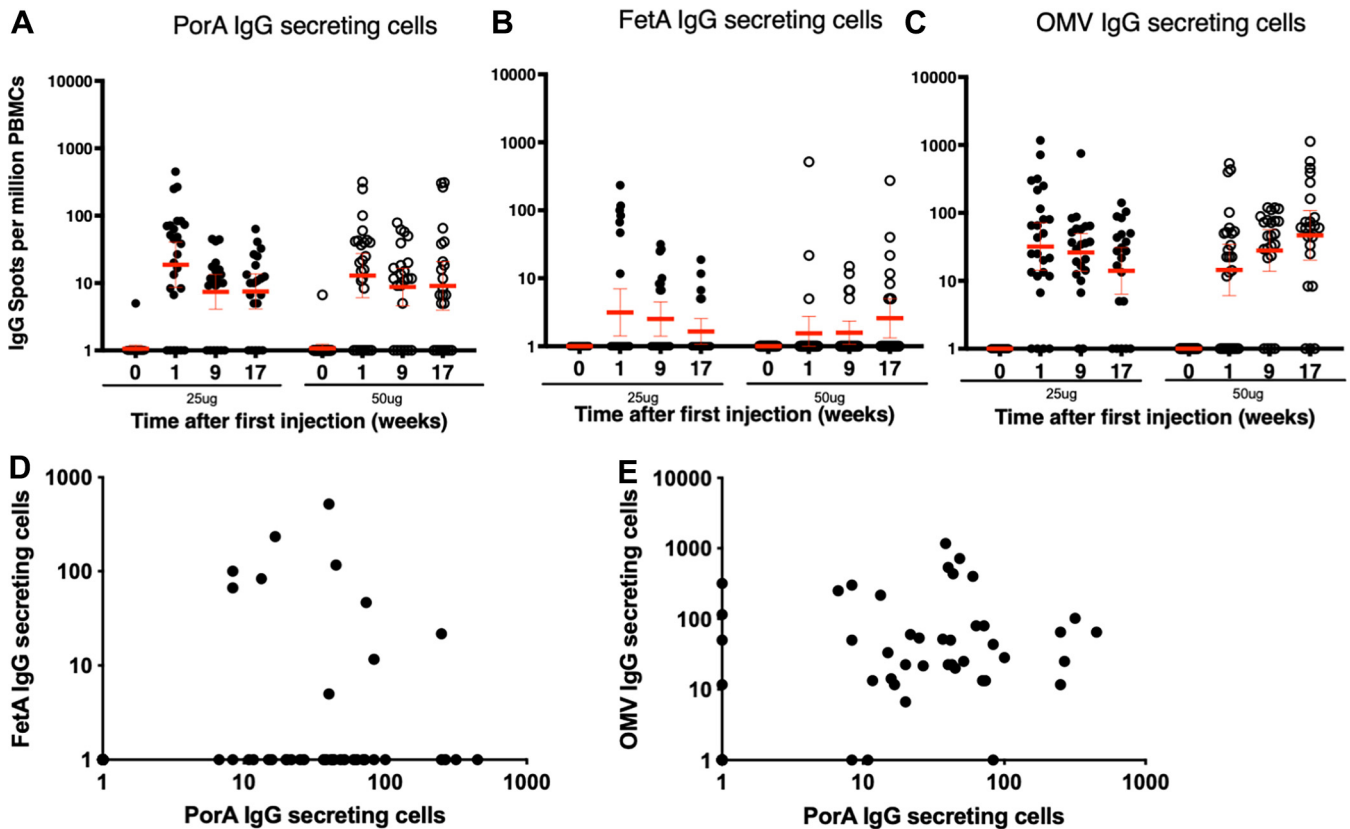 A PorA IgG secreting cells
B FetA IgG secreting cells
C OMV IgG secreting cells
IgG Spots per million PBMCs
10000
1000
100
10
1
0 1 9 17 0 1 9 17
25ug 50ug
Time after first injection (weeks)
10000
1000
100
10
1
0 1 9 17 0 1 9 17
25ug 50ug
Time after first injection (weeks)
10000
1000
100
10
1
0 1 9 17 0 1 9 17
25ug 50ug
Time after first injection (weeks)
D
FetA IgG secreting cells
1000
100
10
1
1 10 100 1000
PorA IgG secreting cells
E
OMV IgG secreting cells
10000
1000
100
10
1
1 10 100 1000
PorA IgG secreting cells